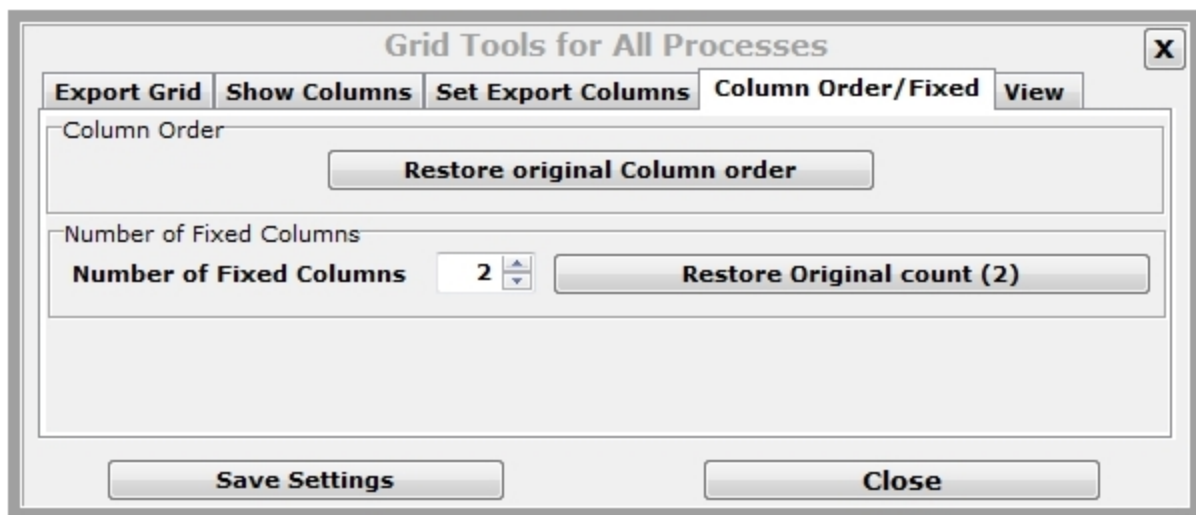 Grid Tools for All Processes
X
Export Grid Show Columns Set Export Columns Column Order/Fixed View
Column Order
Restore original Column order
Number of Fixed Columns
Number of Fixed Columns 2 Restore Original count (2)
Save Settings Close